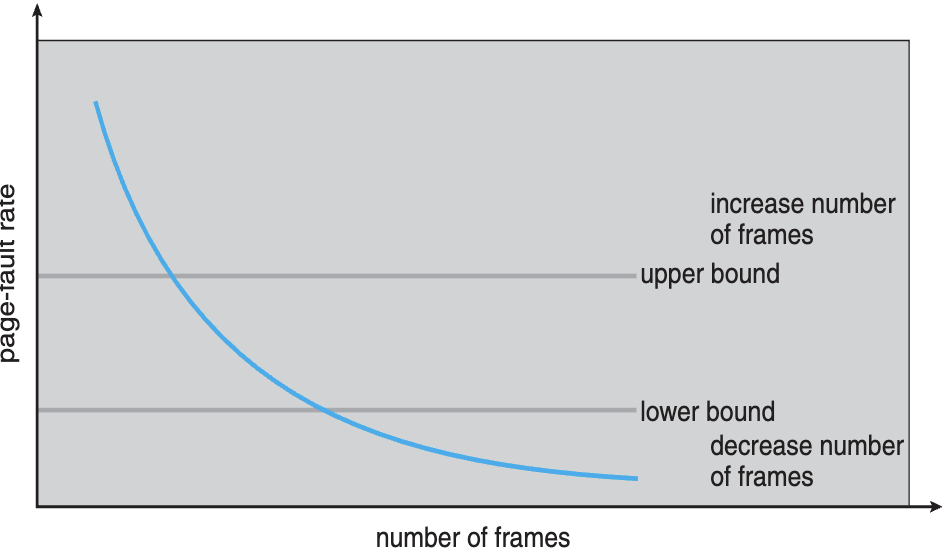 page-fault rate
increase number
of frames
upper bound
lower bound
decrease number
of frames
number of frames